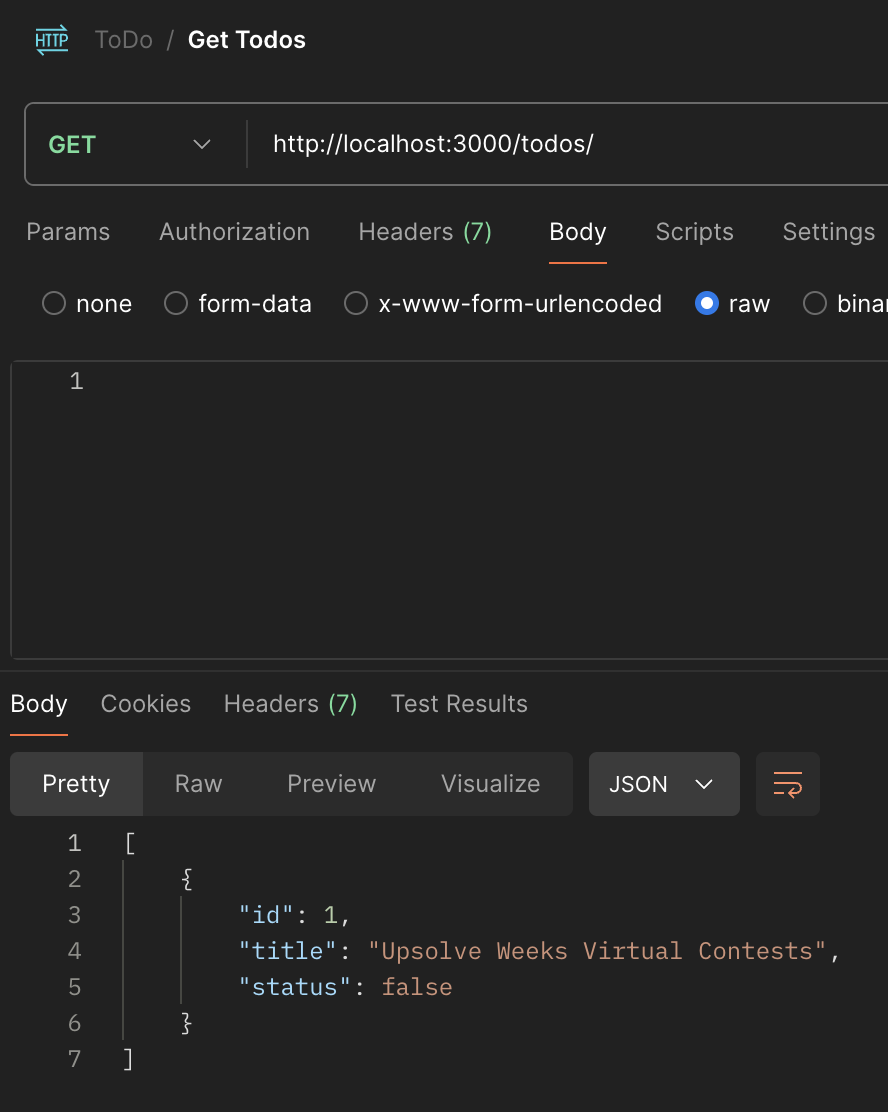 HTTP ToDo / Get Todos
GET http://localhost:3000/todos/
Params Authorization Headers (7) Body Scripts Settings
none form-data x-www-form-urlencoded raw binar
1
Body Cookies Headers (7) Test Results
Pretty Raw Preview Visualize JSON
1 [
2 {
3 "id": 1,
4 "title": "Upsolve Weeks Virtual Contests",
5 "status": false
6 }
7 ]